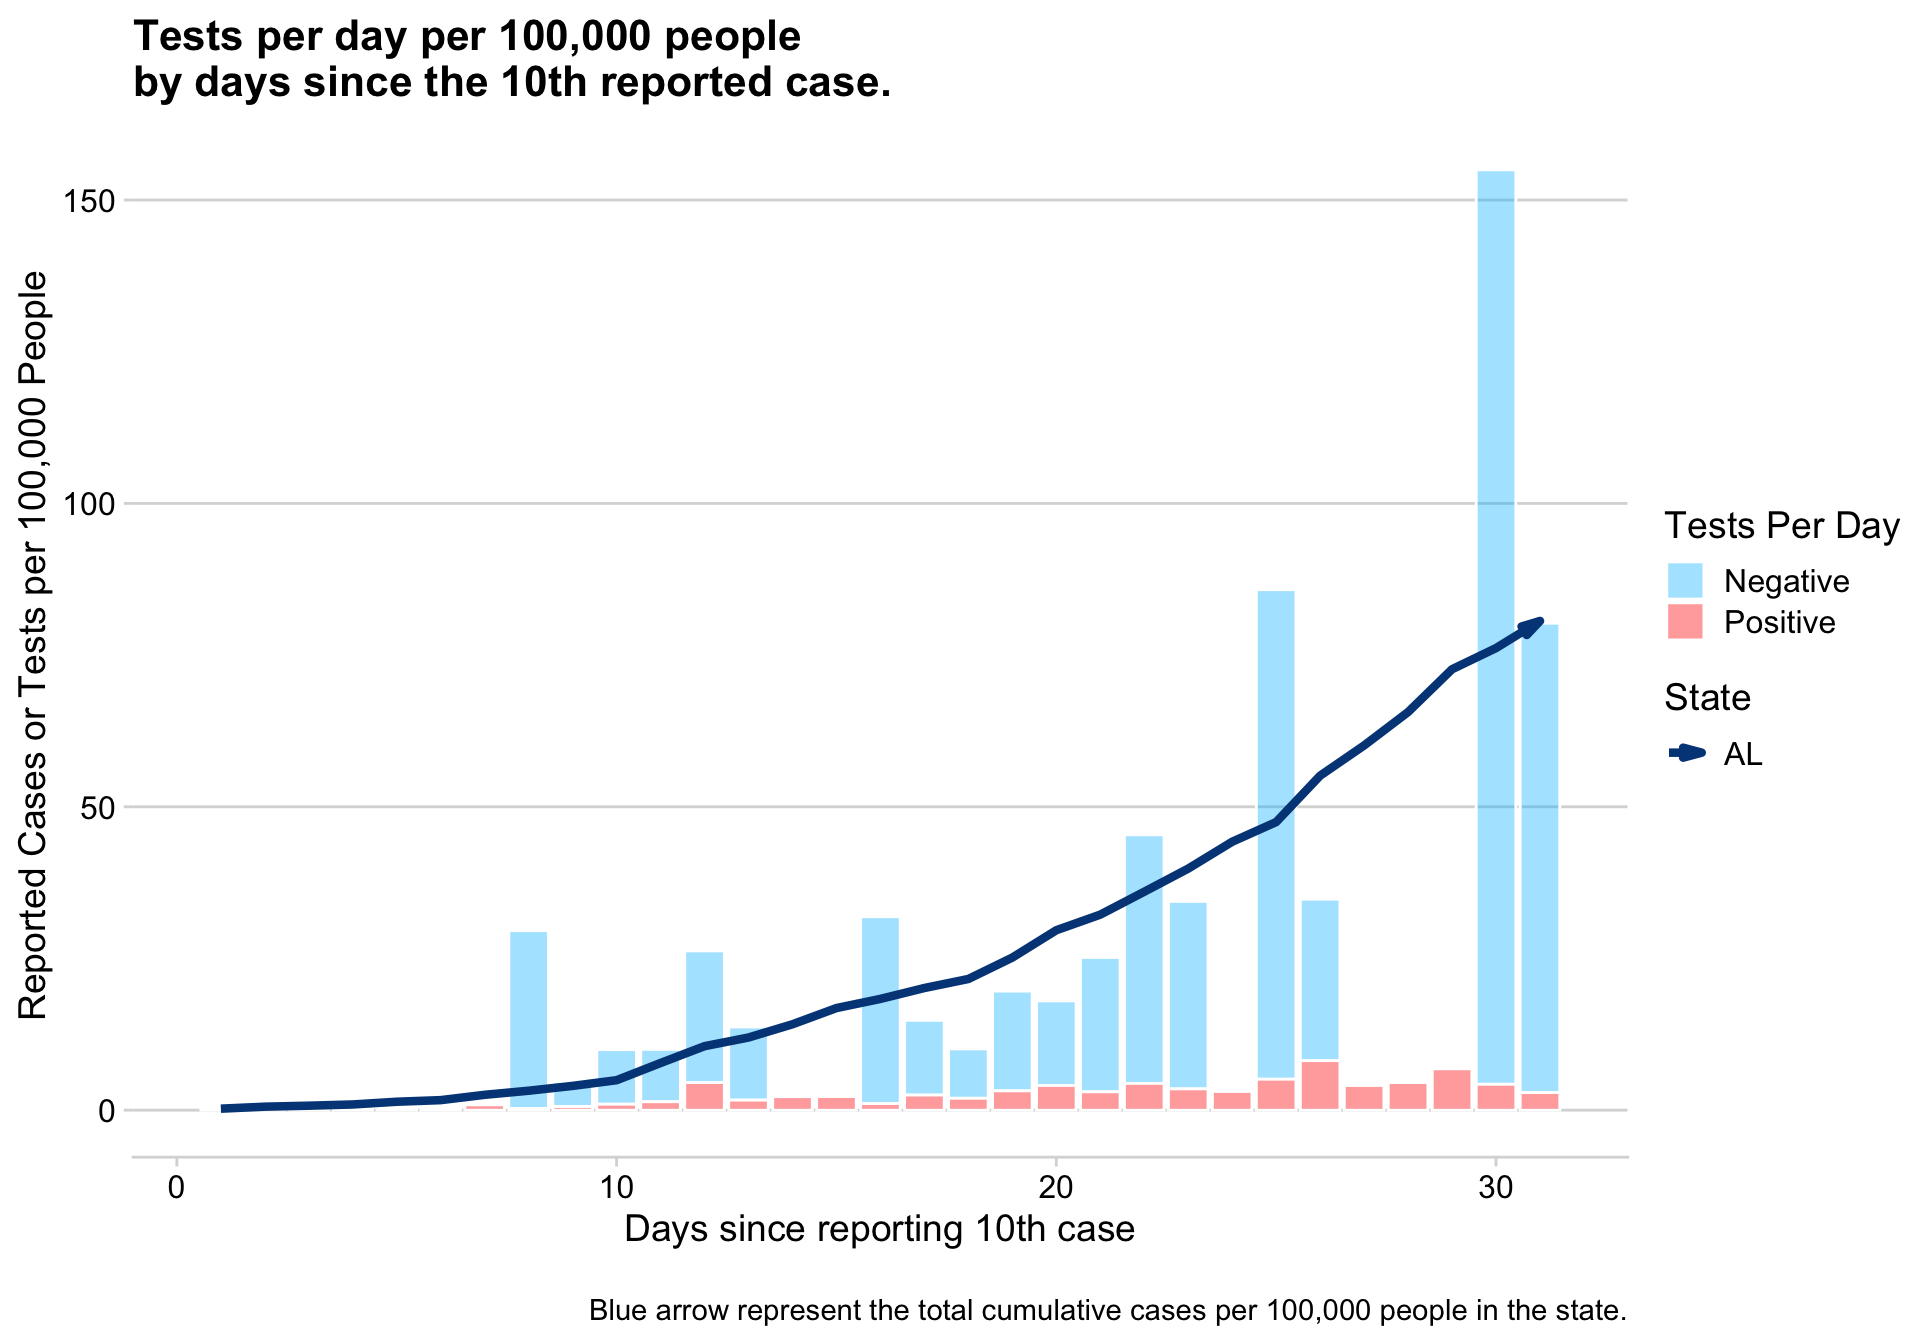 Tests per day per 100,000 people
by days since the 10th reported case.
Reported Cases or Tests per 100,000 People
150
100
50
0
0
10
20
30
Days since reporting 10th case
Tests Per Day
Negative
Positive
State
AL
Blue arrow represent the total cumulative cases per 100,000 people in the state.